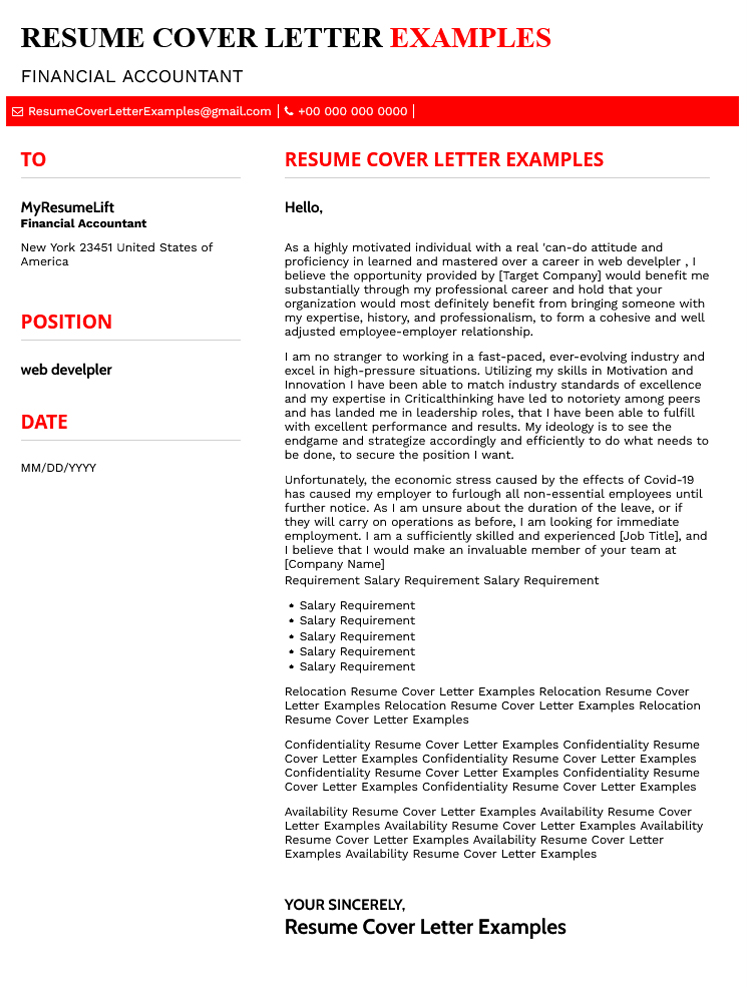 RESUME COVER LETTER EXAMPLES
FINANCIAL ACCOUNTANT
ResumeCoverLetterExamples@gmail.com | +00 000 000 0000 |
TO
MyResumeLift
Financial Accountant
New York 23451 United States of
America
POSITION
web develpler
DATE
MM/DD/YYYY
RESUME COVER LETTER EXAMPLES
Hello,
As a highly motivated individual with a real 'can-do attitude and
proficiency in learned and mastered over a career in web develpler , I
believe the opportunity provided by [Target Company] would benefit me
substantially through my professional career and hold that your
organization would most definitely benefit from bringing someone with
my expertise, history, and professionalism, to form a cohesive and well
adjusted employee-employer relationship.
I am no stranger to working in a fast-paced, ever-evolving industry and
excel in high-pressure situations. Utilizing my skills in Motivation and
Innovation I have been able to match industry standards of excellence
and my expertise in Criticalthinking have led to notoriety among peers
and has landed me in leadership roles, that I have been able to fulfill
with excellent performance and results. My ideology is to see the
endgame and strategize accordingly and efficiently to do what needs to
be done, to secure the position I want.
Unfortunately, the economic stress caused by the effects of Covid-19
has caused my employer to furlough all non-essential employees until
further notice. As I am unsure about the duration of the leave, or if
they will carry on operations as before, I am looking for immediate
employment. I am a sufficiently skilled and experienced [Job Title], and
I believe that I would make an invaluable member of your team at
[Company Name]
Requirement Salary Requirement Salary Requirement
• Salary Requirement
• Salary Requirement
• Salary Requirement
• Salary Requirement
• Salary Requirement
Relocation Resume Cover Letter Examples Relocation Resume Cover
Letter Examples Relocation Resume Cover Letter Examples Relocation
Resume Cover Letter Examples
Confidentiality Resume Cover Letter Examples Confidentiality Resume
Cover Letter Examples Confidentiality Resume Cover Letter Examples
Confidentiality Resume Cover Letter Examples Confidentiality Resume
Cover Letter Examples Confidentiality Resume Cover Letter Examples
Availability Resume Cover Letter Examples Availability Resume Cover
Letter Examples Availability Resume Cover Letter Examples Availability
Resume Cover Letter Examples Availability Resume Cover Letter
Examples Availability Resume Cover Letter Examples
YOUR SINCERELY,
Resume Cover Letter Examples